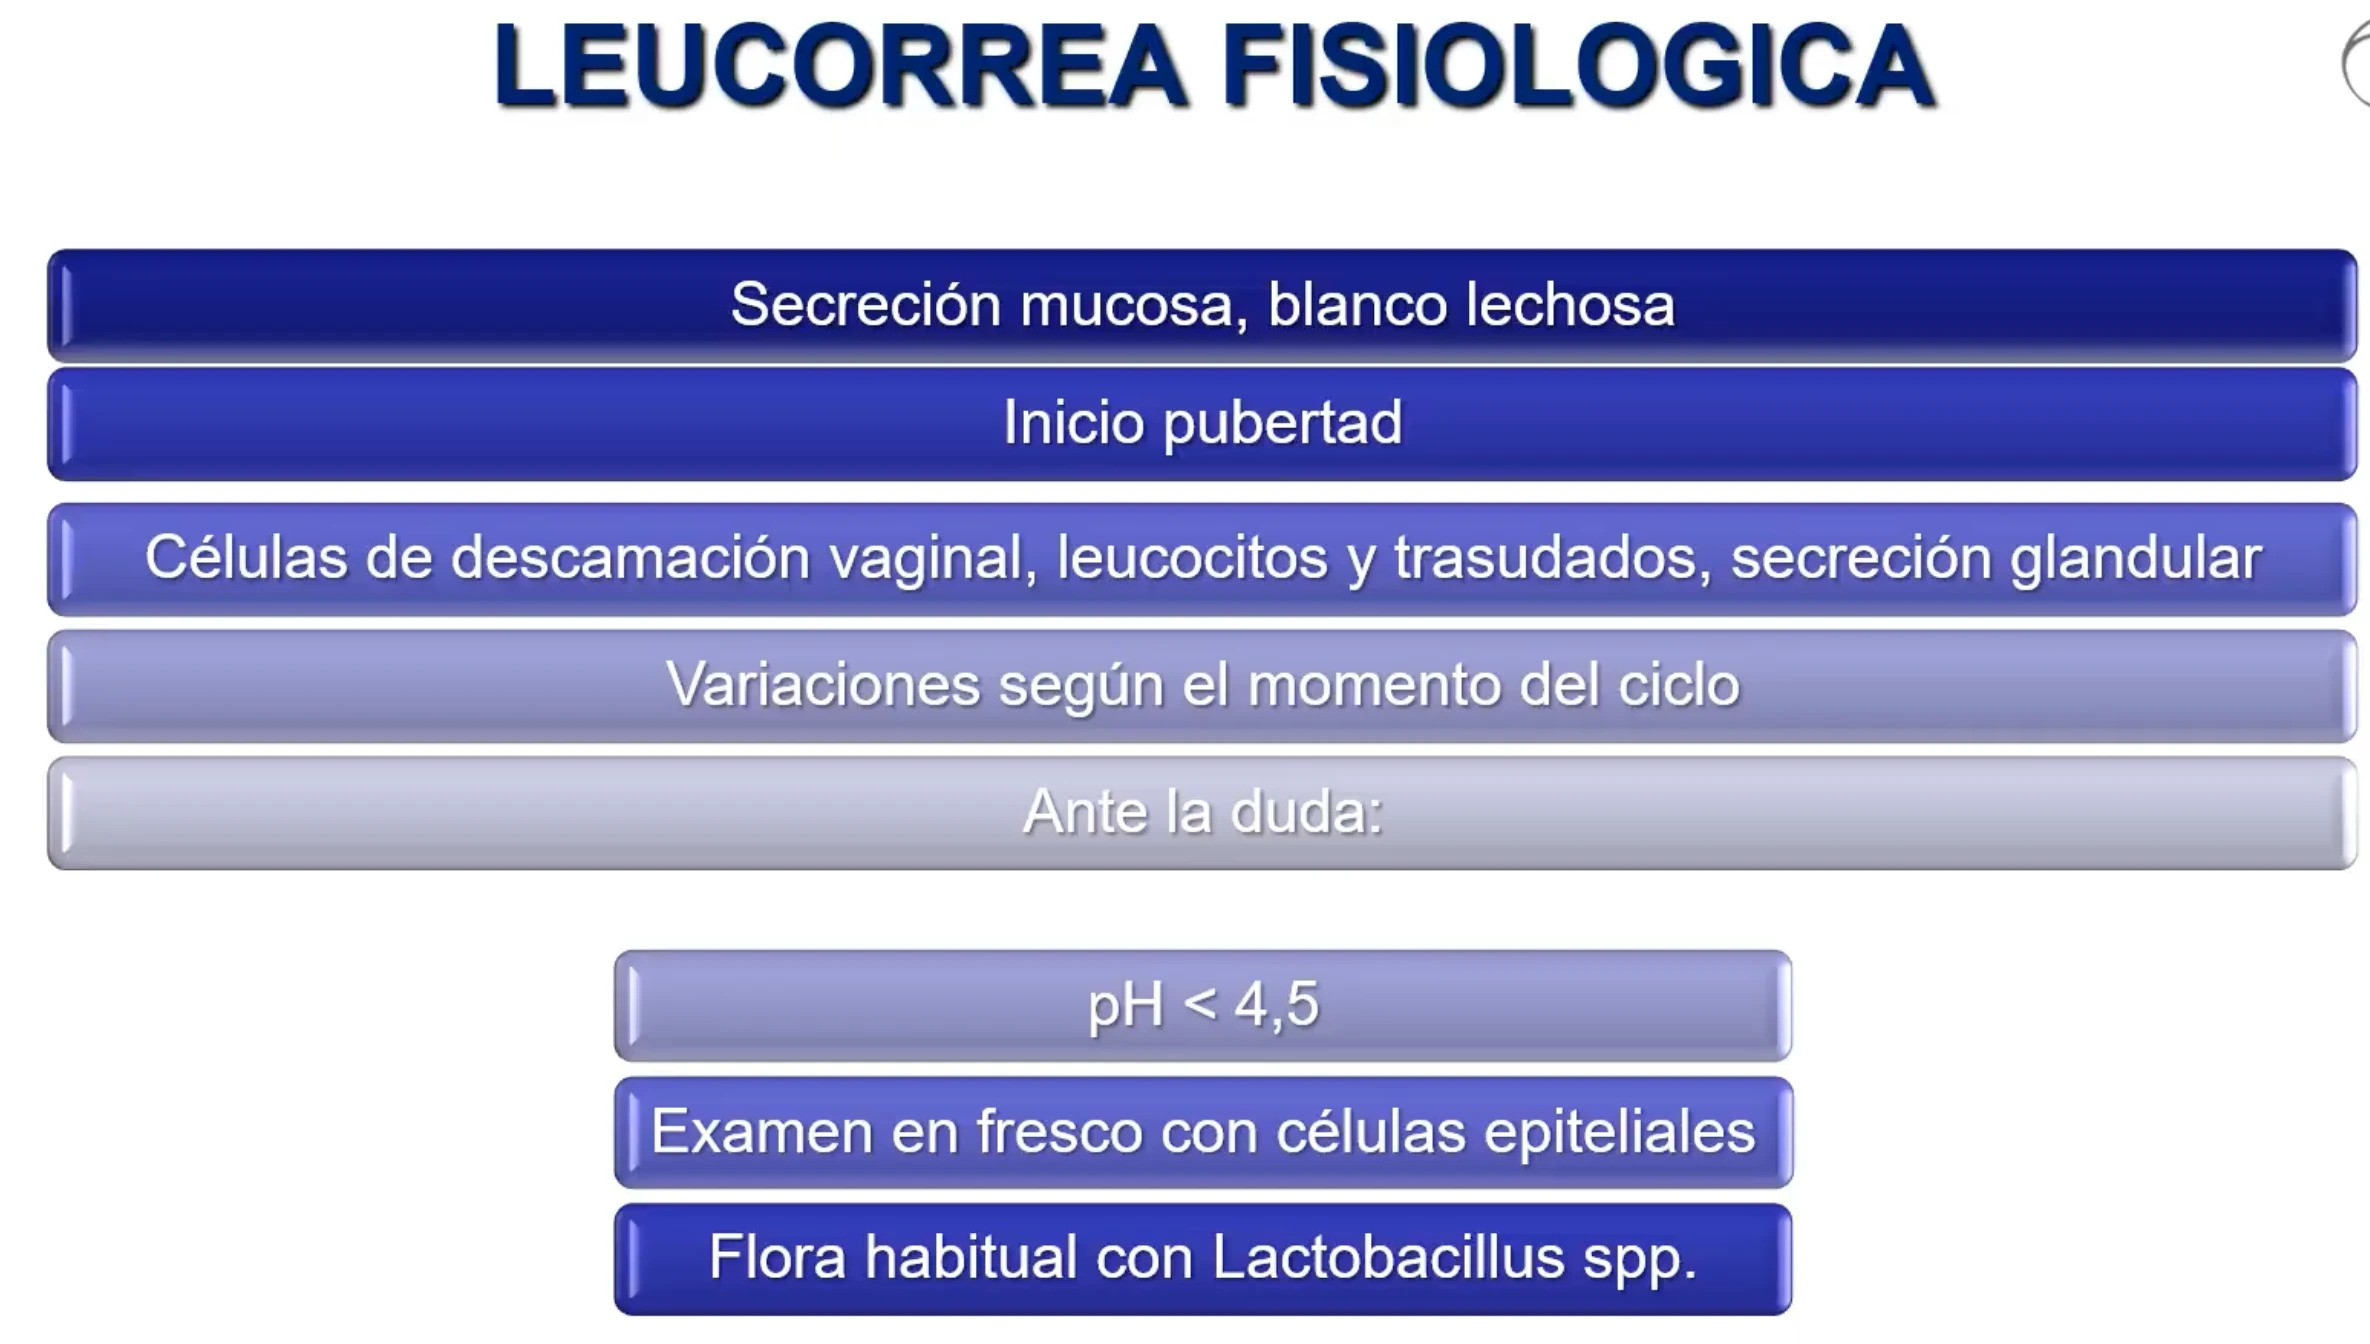 LEUCORREA FISIOLOGICA
Secreción mucosa, blanco lechosa
Inicio pubertad
Células de descamación vaginal, leucocitos y trasudados, secreción glandular
Variaciones según el momento del ciclo
Ante la duda:
pH < 4,5
Examen en fresco con células epiteliales
Flora habitual con Lactobacillus spp.